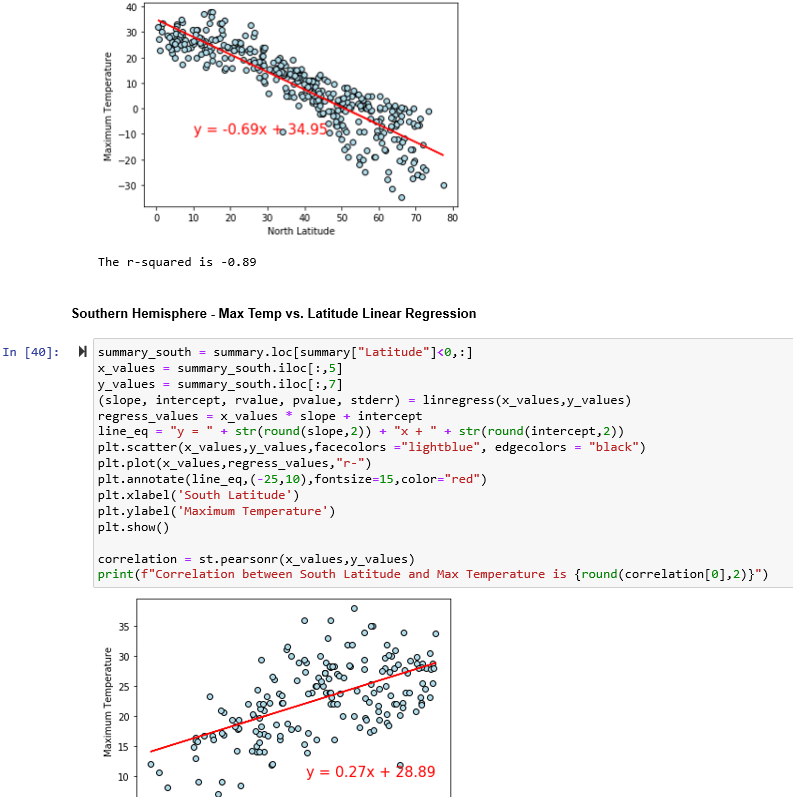 40
30
20
10
0
−10
−20
−30
Maximum Temperature
y = -0.69x + 34.95
0 10 20 30 40 50 60 70 80
North Latitude
The r-squared is -0.89
Southern Hemisphere - Max Temp vs. Latitude Linear Regression
In [40]:
summary_south = summary.loc[summary["Latitude"]<0,:]
x_values = summary_south.iloc[:,5]
y_values = summary_south.iloc[:,7]
(slope, intercept, rvalue, pvalue, stderr) = linregress(x_values,y_values)
regress_values = x_values * slope + intercept
line_eq = "y = " + str(round(slope,2)) + "x + " + str(round(intercept,2))
plt.scatter(x_values,y_values,facecolors ="lightblue", edgecolors = "black")
plt.plot(x_values,regress_values,"r-")
plt.annotate(line_eq,(-25,10),fontsize=15,color="red")
plt.xlabel('South Latitude')
plt.ylabel('Maximum Temperature')
plt.show()
correlation = st.pearsonr(x_values,y_values)
print(f"Correlation between South Latitude and Max Temperature is {round(correlation[0],2)}")
35
30
25
20
15
10
Maximum Temperature
y = 0.27x + 28.89